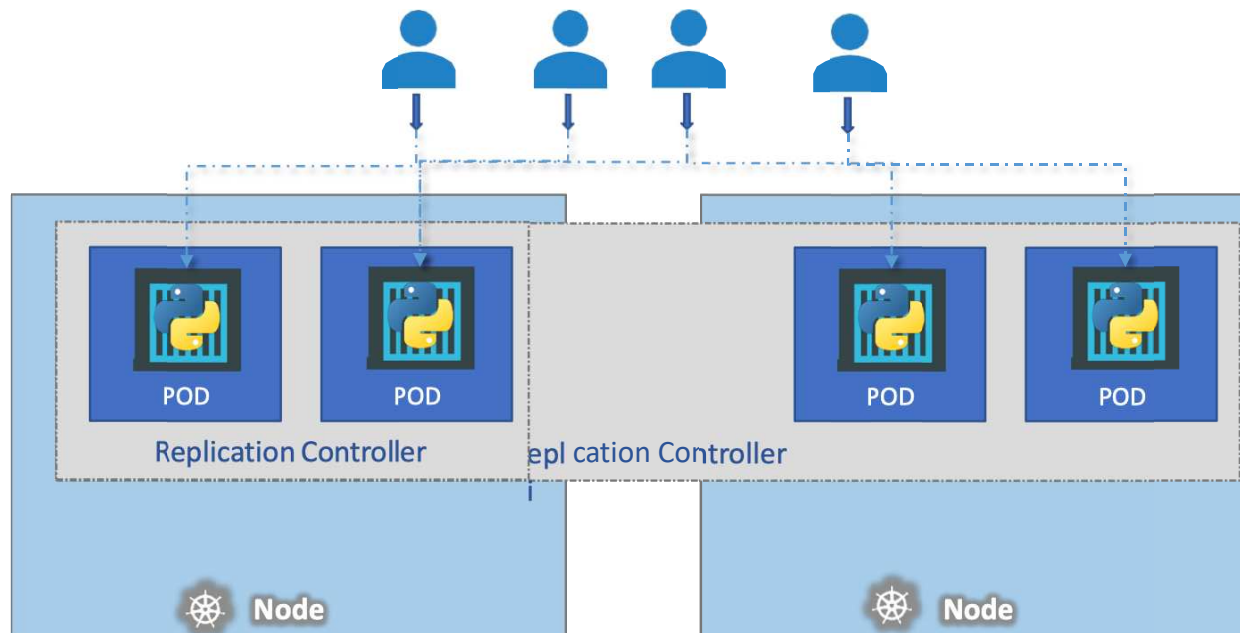 POD
POD
POD
POD
Replication Controller
epl cation Controller
Node
Node